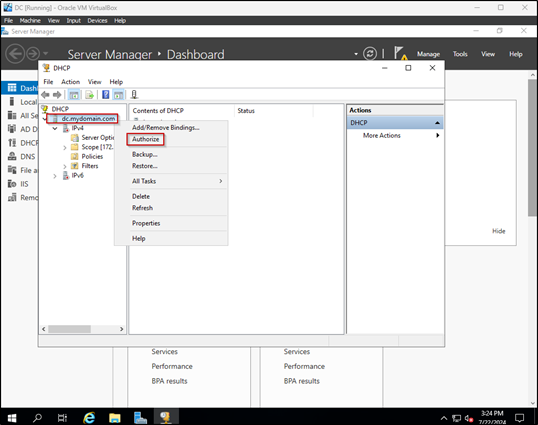 DC [Running] - Oracle VM VirtualBox
File Machine View Input Devices Help
Server Manager
Server Manager Dashboard
Manage Tools View Help
DHCP
File Action View Help
DHCP
dc.mydomain.com
IPv4
Server Optio
Scope [172.
Policies
Filters
IPv6
Contents of DHCP Status
Add/Remove Bindings...
Authorize
Backup...
Restore...
All Tasks
Delete
Refresh
Properties
Help
Actions
DHCP
More Actions
Dashb
Local
All Se
AD D
DHCP
DNS
File a
IIS
Remo
Hide
Services
Performance
BPA results
Services
Performance
BPA results
3:24 PM
7/22/2024